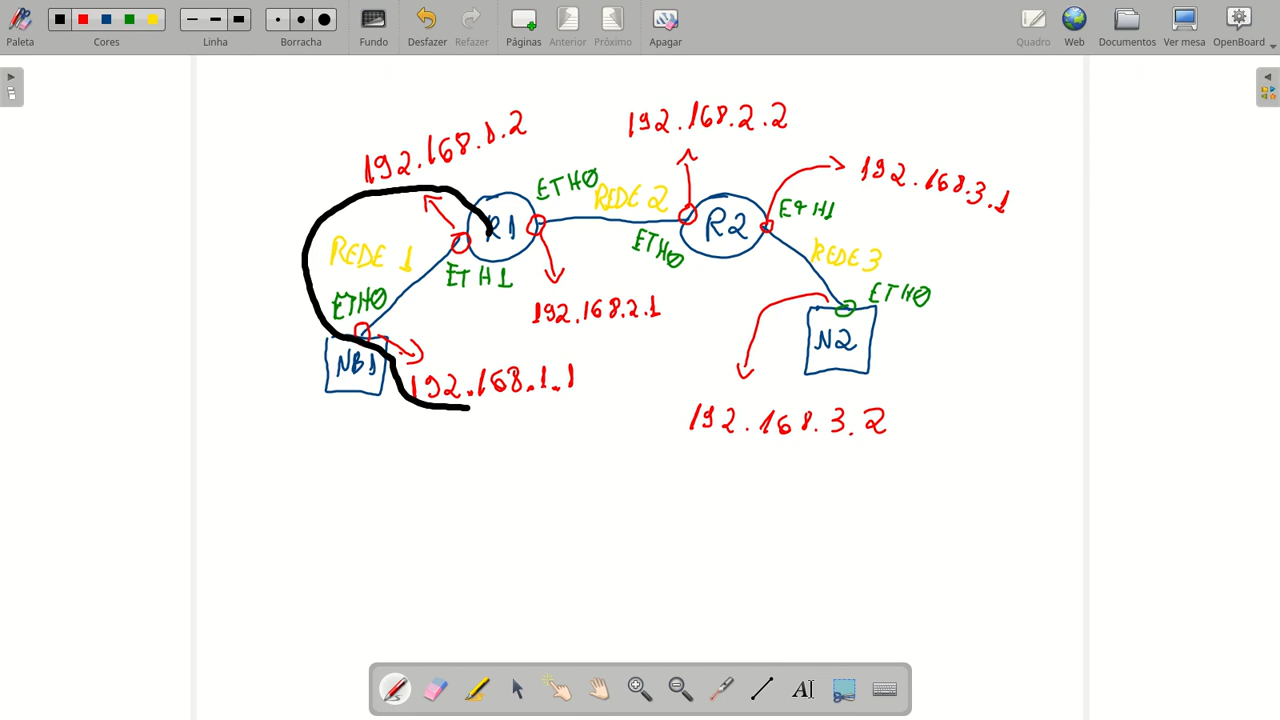 Paleta
Cores
Linha
Borracha
Fundo
Desfazer
Refazer
Páginas
Anterior
Próximo
Apagar
Quadro
Web
Documentos
Ver mesa
OpenBoard
192.168.1.2
192.168.2.2
192.168.3.1
ETH0
REDE 2
ETH1
R1
R2
ETH0
REDE 1
ETH1
REDE 3
ETH0
ETH0
192.168.2.1
NB1
N2
192.168.1.1
192.168.3.2
AI